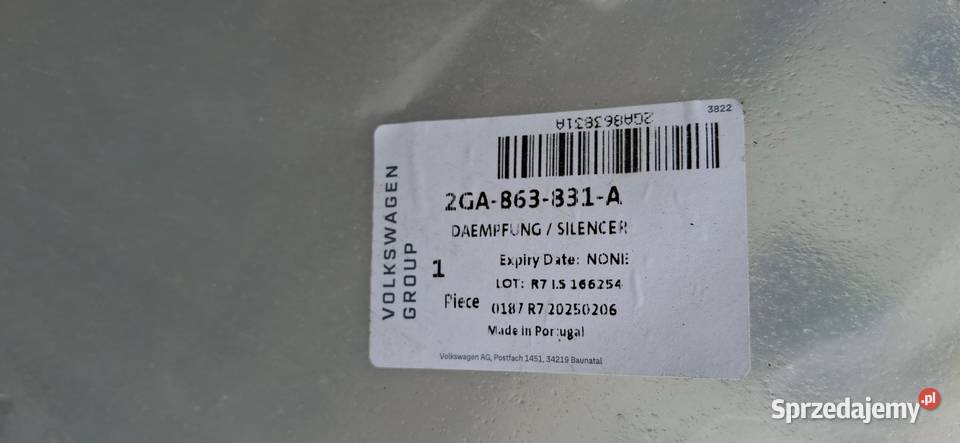 3822
2GA863831A
VOLKSWAGEN
GROUP
2GA-863-831-A
DAEMPFUNG / SILENCER
Expiry Date: NONE
1
Piece
LOT: R7 L5 166254
0187 R7 20250206
Made in Portugal
Volkswagen AG, Postfach 1451, 34219 Baunatal
Sprzedajemy.pl